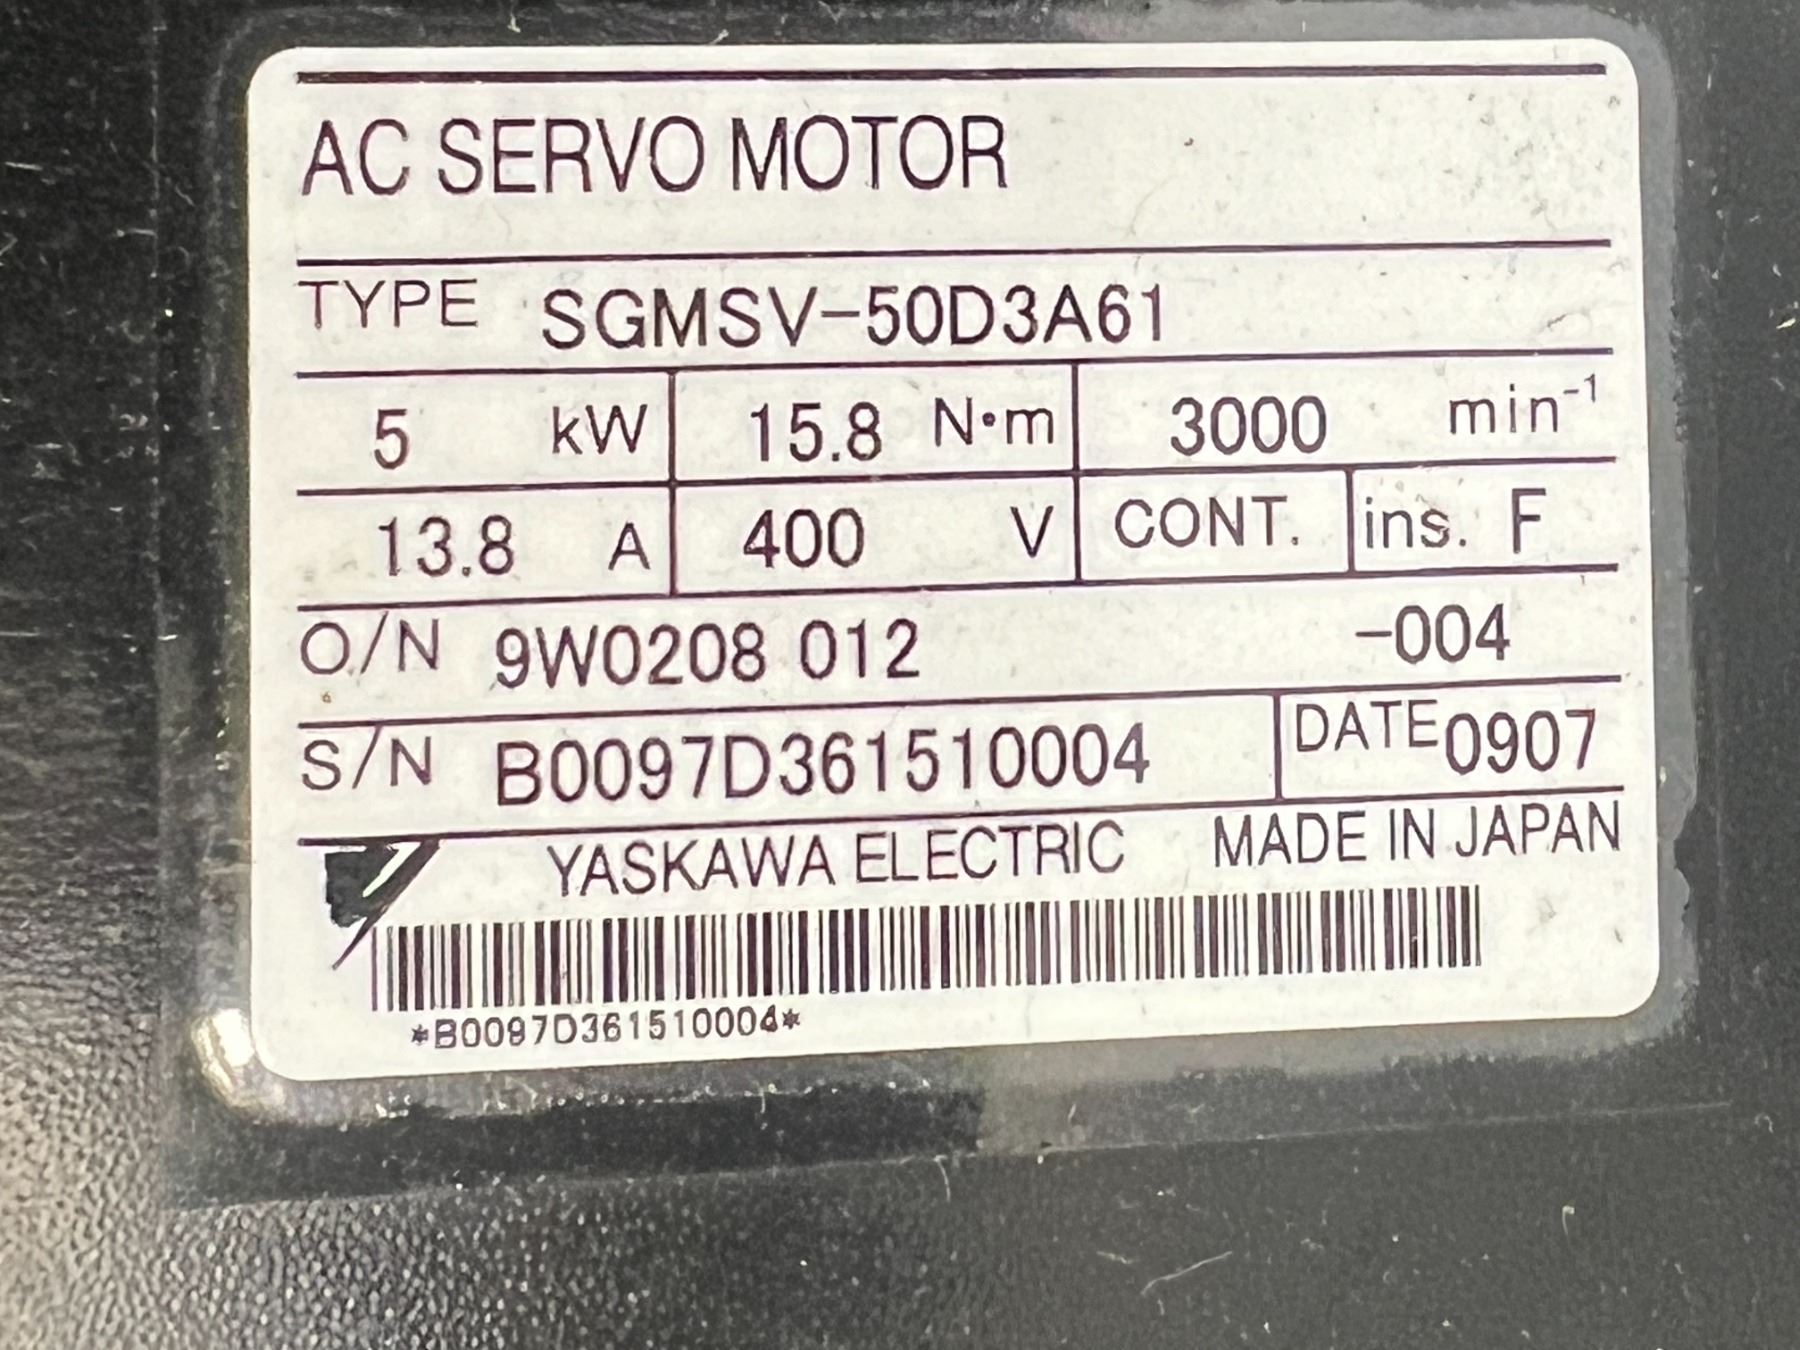 AC SERVO MOTOR
TYPE SGMSV-50D3A61
5 kW 15.8 N·m 3000 min⁻¹
13.8 A 400 V CONT. ins. F
O/N 9W0208 012 -004
S/N B0097D361510004 DATE 0907
YASKAWA ELECTRIC MADE IN JAPAN
*B0097D361510004*